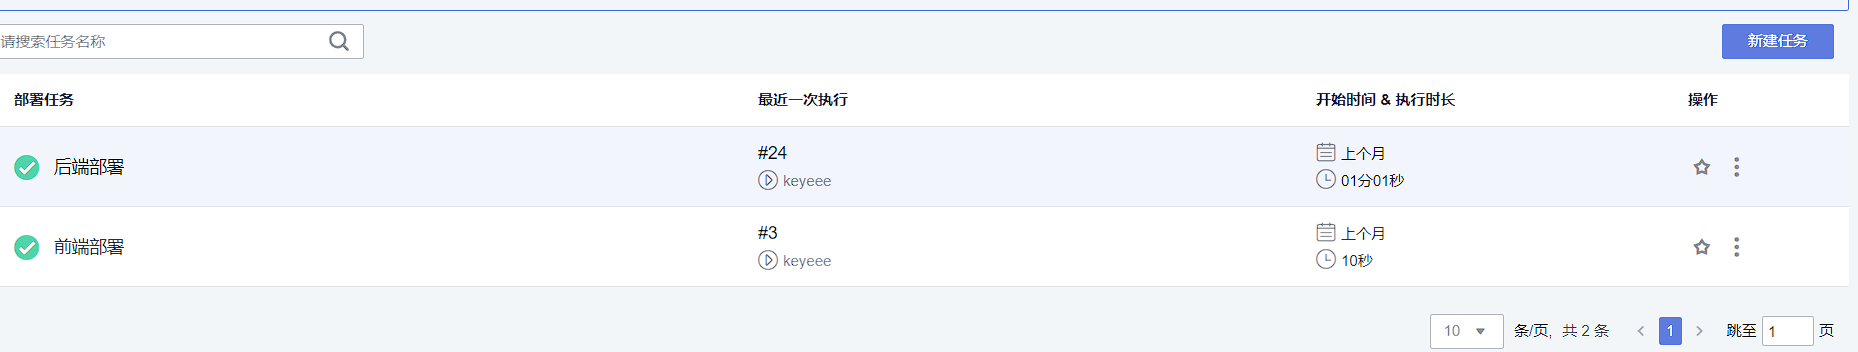 请搜索任务名称
新建任务
部署任务 最近一次执行 开始时间 & 执行时长 操作
后端部署
#24
keyeee
上个月
01分01秒
前端部署
#3
keyeee
上个月
10秒
10 条/页, 共 2 条 1 跳至 1 页